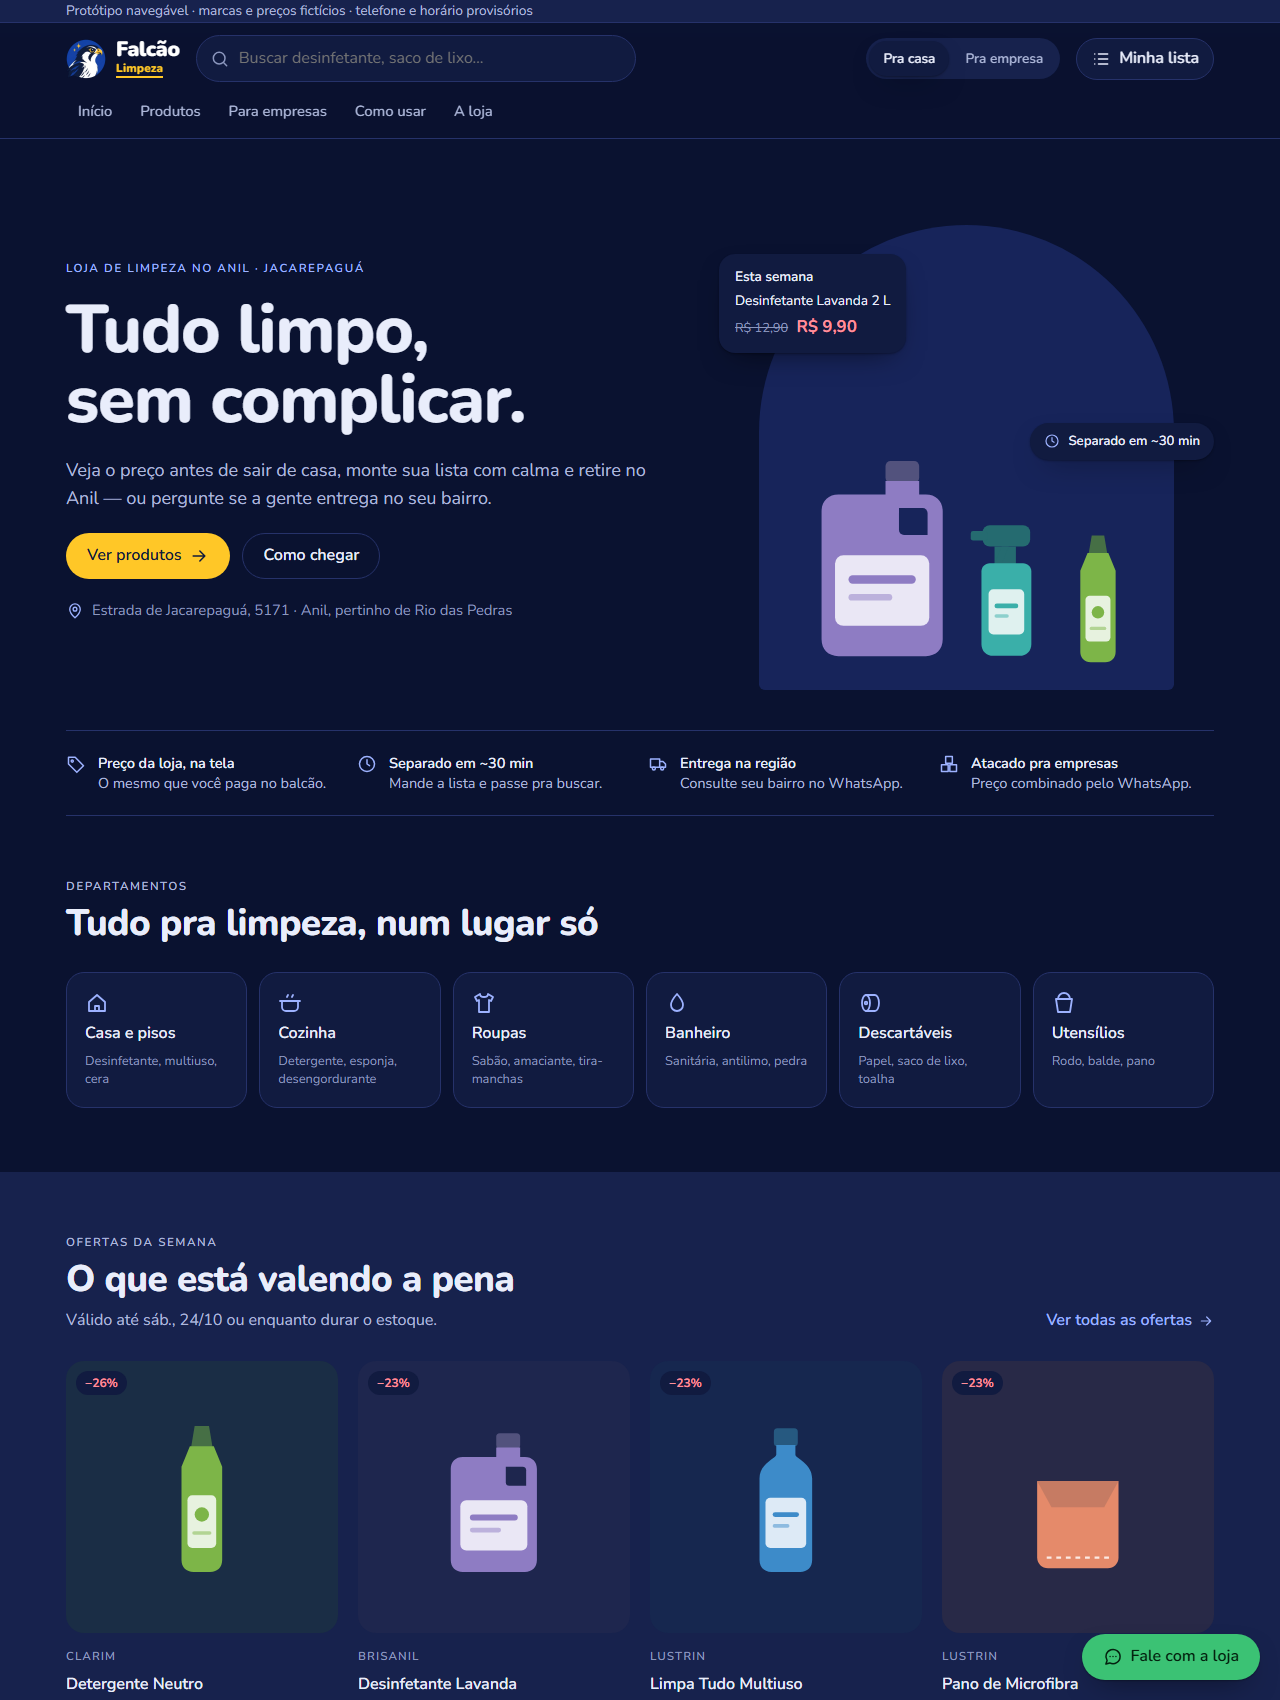 Protótipo navegável · marcas e preços fictícios · telefone e horário provisórios
Falcão
Limpeza
Buscar desinfetante, saco de lixo...
Pra casa
Pra empresa
Minha lista
Início
Produtos
Para empresas
Como usar
A loja
LOJA DE LIMPEZA NO ANIL · JACAREPAGUÁ
Tudo limpo,
sem complicar.
Veja o preço antes de sair de casa, monte sua lista com calma e retire no
Anil — ou pergunte se a gente entrega no seu bairro.
Ver produtos
Como chegar
Estrada de Jacarepaguá, 5171 · Anil, pertinho de Rio das Pedras
Esta semana
Desinfetante Lavanda 2 L
R$ 12,90 R$ 9,90
Separado em ~30 min
Preço da loja, na tela
O mesmo que você paga no balcão.
Separado em ~30 min
Mande a lista e passe pra buscar.
Entrega na região
Consulte seu bairro no WhatsApp.
Atacado pra empresas
Preço combinado pelo WhatsApp.
DEPARTAMENTOS
Tudo pra limpeza, num lugar só
Casa e pisos
Desinfetante, multiuso,
cera
Cozinha
Detergente, esponja,
desengordurante
Roupas
Sabão, amaciante, tira-
manchas
Banheiro
Sanitária, antilimo, pedra
Descartáveis
Papel, saco de lixo,
toalha
Utensílios
Rodo, balde, pano
OFERTAS DA SEMANA
O que está valendo a pena
Válido até sáb., 24/10 ou enquanto durar o estoque.
Ver todas as ofertas
−26%
−23%
−23%
−23%
CLARIM
Detergente Neutro
BRISANIL
Desinfetante Lavanda
LUSTRIN
Limpa Tudo Multiuso
LUSTRIN
Pano de Microfibra
Fale com a loja